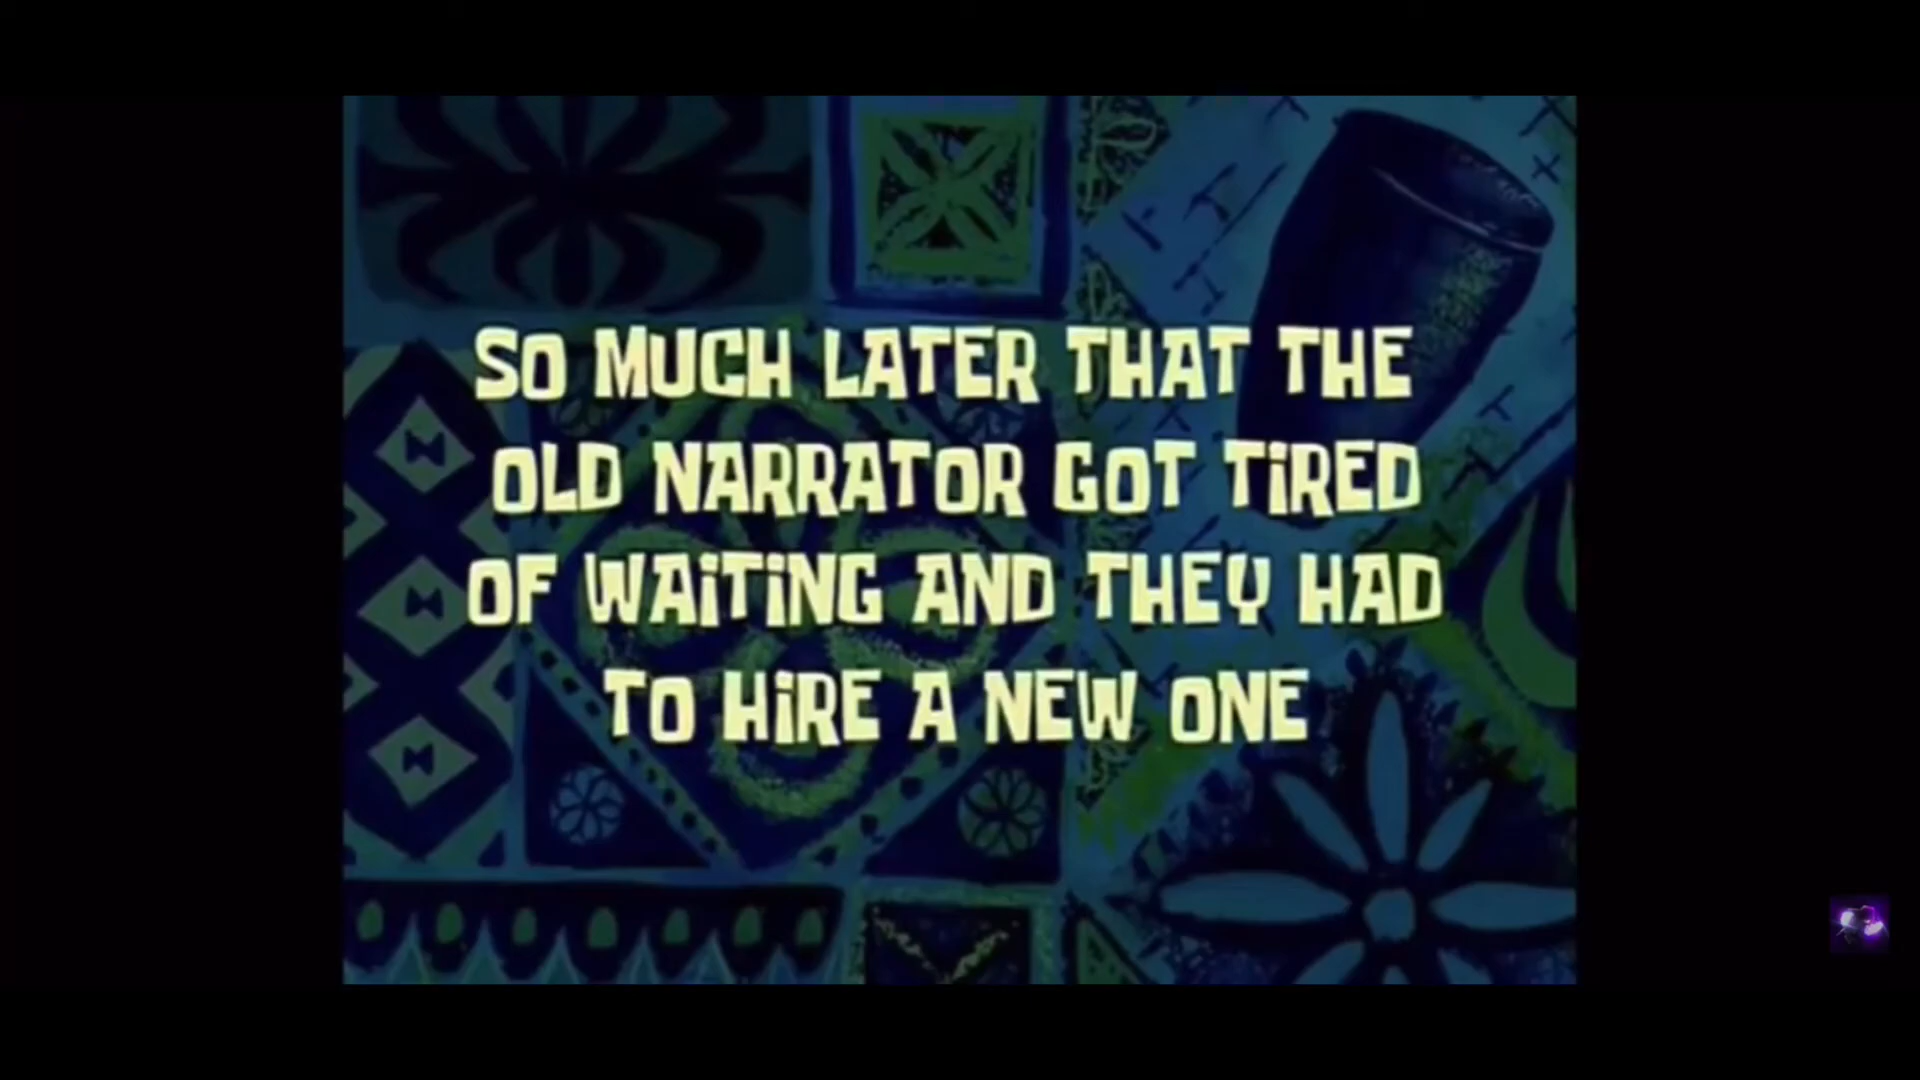 SO MUCH LATER THAT THE
OLD NARRATOR GOT TiRED
OF WAiTiNG AND THEY HAD
TO HiRE A NEW ONE